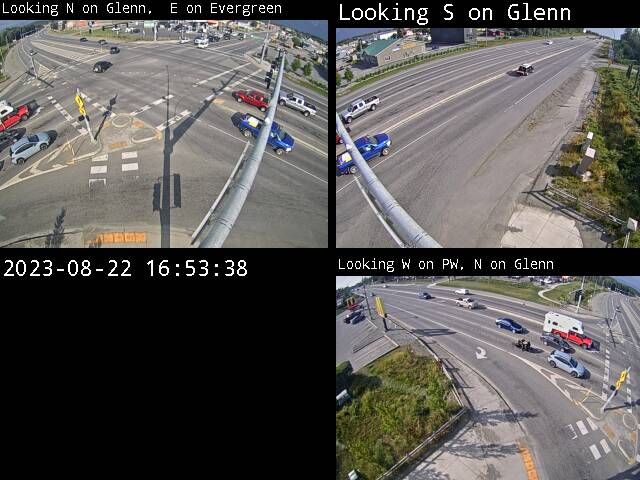 Looking N on Glenn, E on Evergreen
Looking S on Glenn
2023-08-22 16:53:38
Looking W on PW, N on Glenn